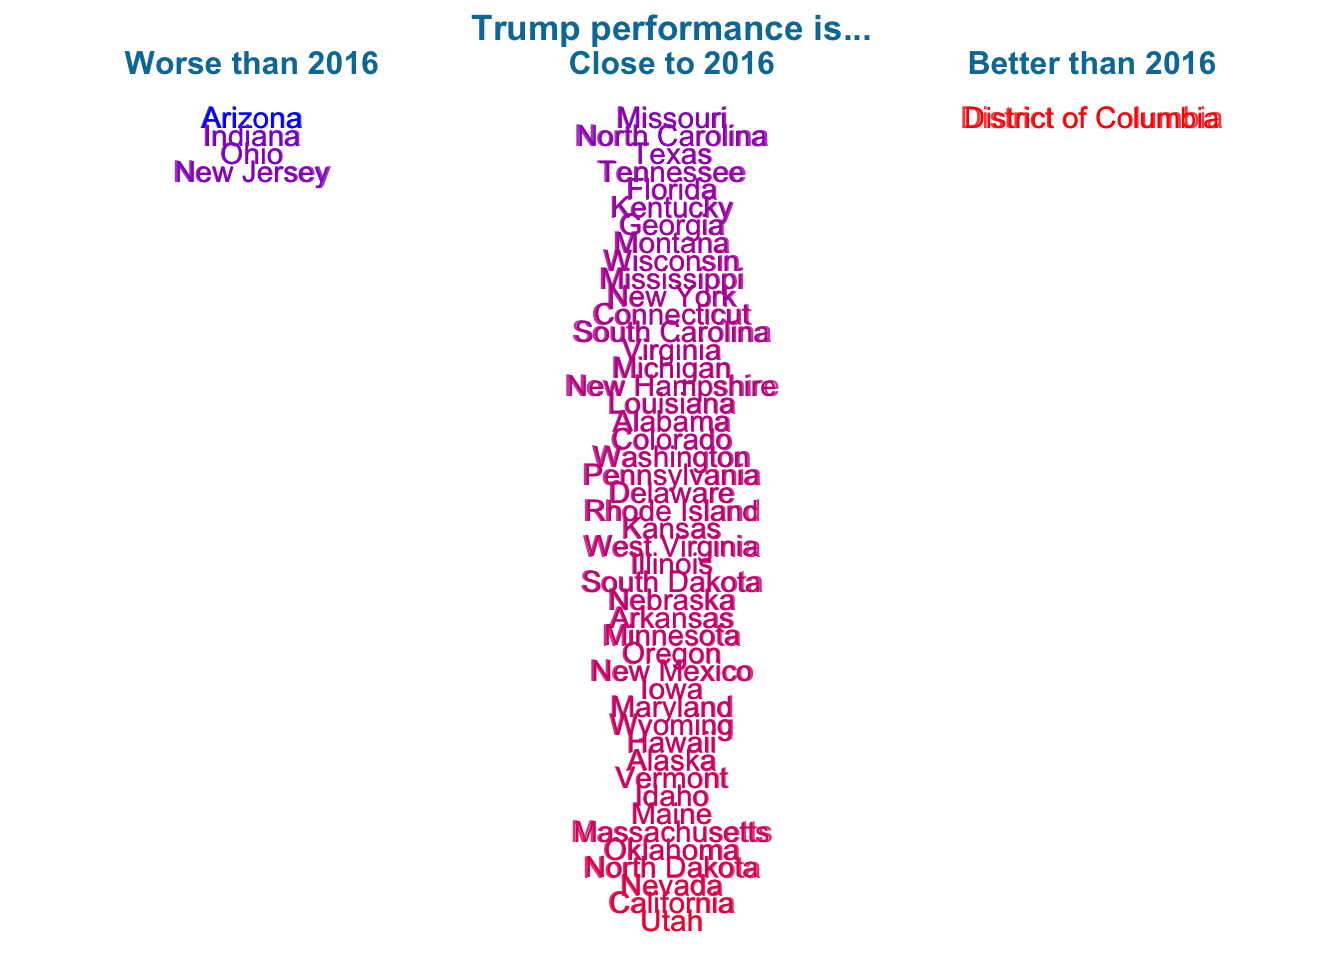 Trump performance is...
Worse than 2016
Close to 2016
Better than 2016
Arizona
Indiana
Ohio
New Jersey
Missouri
North Carolina
Texas
Tennessee
Florida
Kentucky
Georgia
Montana
Wisconsin
Mississippi
New York
Connecticut
South Carolina
Virginia
Michigan
New Hampshire
Louisiana
Alabama
Colorado
Washington
Pennsylvania
Delaware
Rhode Island
Kansas
West Virginia
Illinois
South Dakota
Nebraska
Arkansas
Minnesota
Oregon
New Mexico
Iowa
Maryland
Wyoming
Hawaii
Alaska
Vermont
Idaho
Maine
Massachusetts
Oklahoma
North Dakota
Nevada
California
Utah
District of Columbia